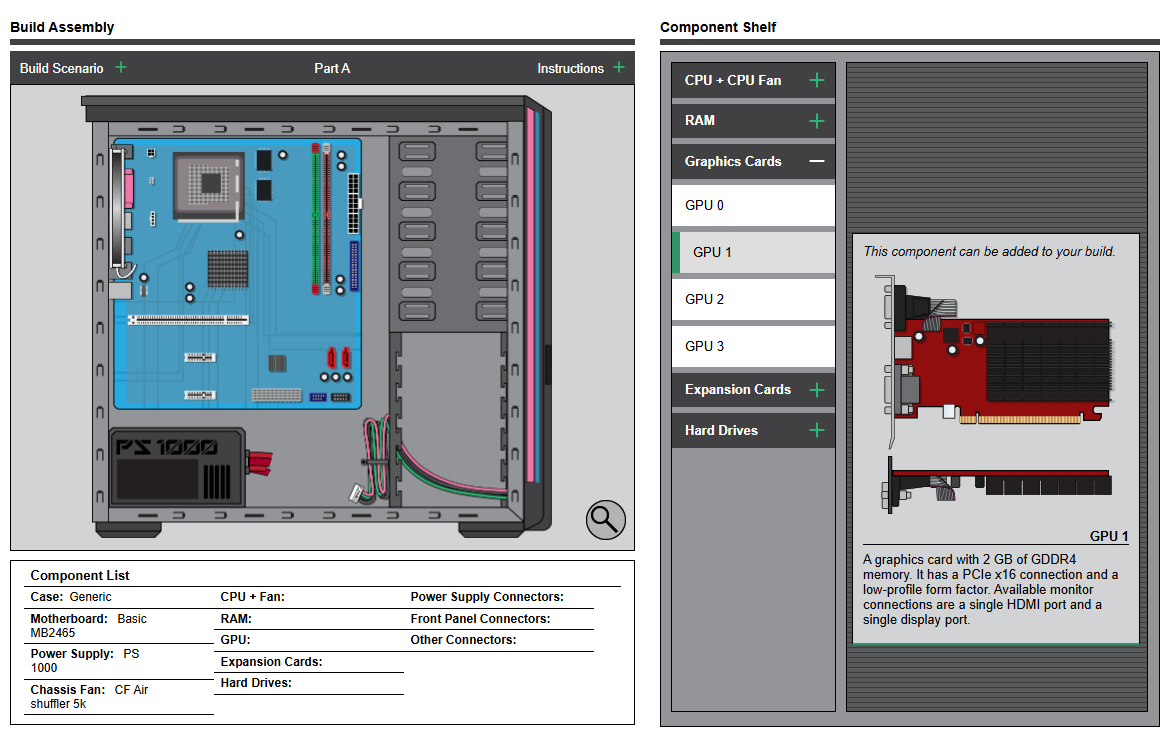 Build Assembly
Build Scenario +
Part A
Instructions +
PS 1000
Component List
Case: Generic
Motherboard: Basic
MB2465
Power Supply: PS
1000
Chassis Fan: CF Air
shuffler 5k
CPU + Fan:
RAM:
GPU:
Expansion Cards:
Hard Drives:
Power Supply Connectors:
Front Panel Connectors:
Other Connectors:
Component Shelf
CPU + CPU Fan +
RAM +
Graphics Cards —
GPU 0
GPU 1
GPU 2
GPU 3
Expansion Cards +
Hard Drives +
This component can be added to your build.
GPU 1
A graphics card with 2 GB of GDDR4
memory. It has a PCIe x16 connection and a
low-profile form factor. Available monitor
connections are a single HDMI port and a
single display port.